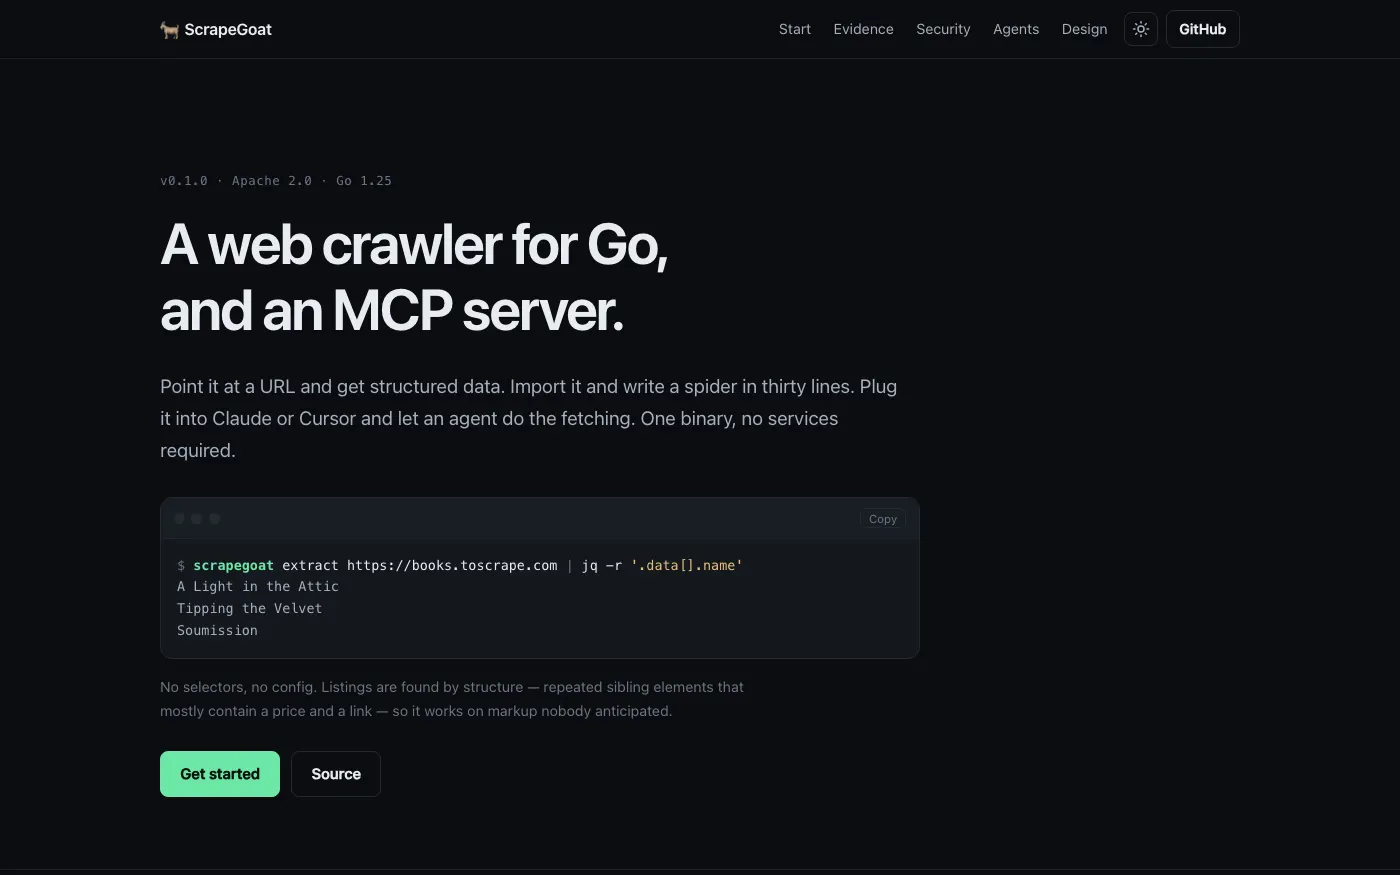 ScrapeGoat
Start
Evidence
Security
Agents
Design
GitHub
v0.1.0 · Apache 2.0 · Go 1.25
A web crawler for Go,
and an MCP server.
Point it at a URL and get structured data. Import it and write a spider in thirty lines. Plug
it into Claude or Cursor and let an agent do the fetching. One binary, no services
required.
Copy
$ scrapegoat extract https://books.toscrape.com | jq -r '.data[].name'
A Light in the Attic
Tipping the Velvet
Soumission
No selectors, no config. Listings are found by structure — repeated sibling elements that
mostly contain a price and a link — so it works on markup nobody anticipated.
Get started
Source